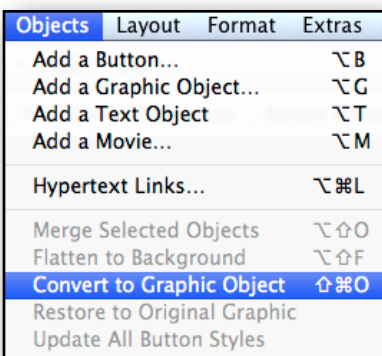 Objects Layout Format Extras
Add a Button... ⌥B
Add a Graphic Object... ⌥G
Add a Text Object ⌥T
Add a Movie... ⌥M
Hypertext Links... ⌥⌘L
Merge Selected Objects ⌥⇧O
Flatten to Background ⌥⇧F
Convert to Graphic Object ⇧⌘O
Restore to Original Graphic
Update All Button Styles